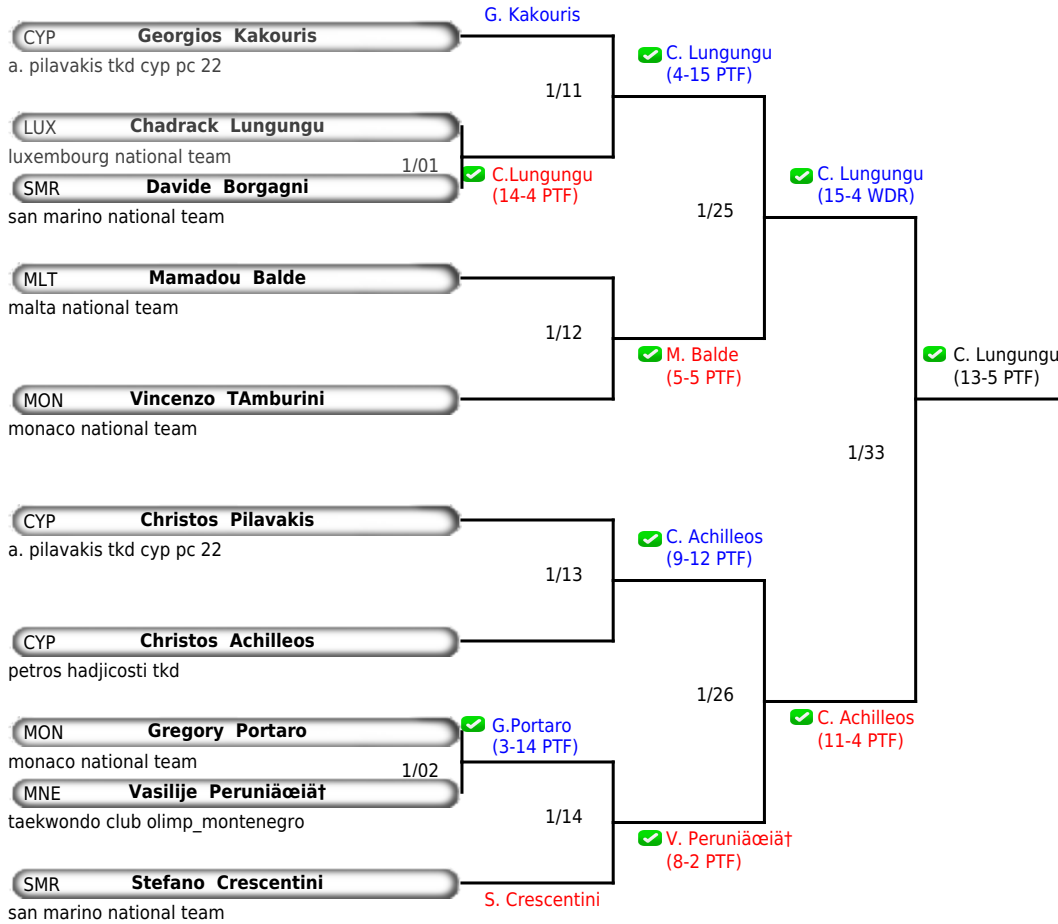 G. Kakouris
CYP Georgios Kakouris
a. pilavakis tkd cyp pc 22
C. Lungungu
(4-15 PTF)
1/11
LUX Chadrack Lungungu
luxembourg national team
1/01
C.Lungungu
(14-4 PTF)
SMR Davide Borgagni
san marino national team
C. Lungungu
(15-4 WDR)
1/25
MLT Mamadou Balde
malta national team
1/12
M. Balde
(5-5 PTF)
C. Lungungu
(13-5 PTF)
MON Vincenzo TAmburini
monaco national team
1/33
CYP Christos Pilavakis
a. pilavakis tkd cyp pc 22
C. Achilleos
(9-12 PTF)
1/13
CYP Christos Achilleos
petros hadjicosti tkd
1/26
C. Achilleos
(11-4 PTF)
MON Gregory Portaro
monaco national team
G.Portaro
(3-14 PTF)
1/02
MNE Vasilije Peruniäœiä†
taekwondo club olimp_montenegro
1/14
V. Peruniäœiä†
(8-2 PTF)
SMR Stefano Crescentini
san marino national team
S. Crescentini